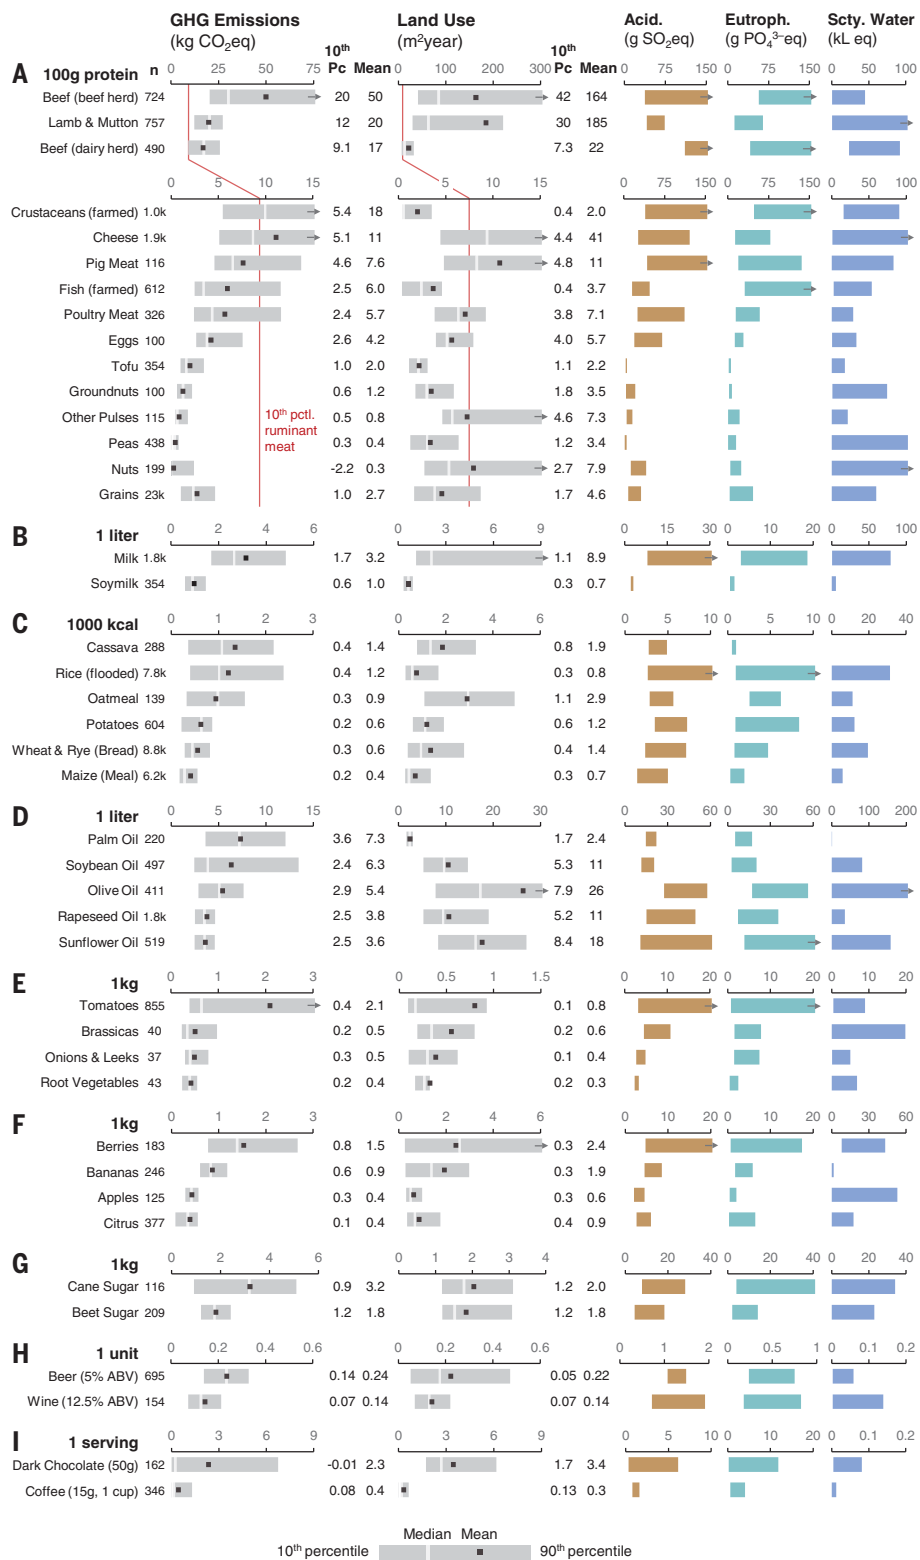 GHG Emissions Land Use Acid. Eutroph. Scty. Water
(kg CO₂eq) 10th Pc Mean (m²year) 10th Pc Mean (g SO₂eq) (g PO₄³⁻eq) (kL eq)
A 100g protein n 0 25 50 75 0 100 200 300 0 75 150 0 75 150 0 50 100
Beef (beef herd) 724 20 50 42 164
Lamb & Mutton 757 12 20 30 185
Beef (dairy herd) 490 9.1 17 7.3 22
0 5 10 15 0 5 10 15 0 75 150 0 75 150 0 50 100
Crustaceans (farmed) 1.0k 5.4 18 0.4 2.0
Cheese 1.9k 5.1 11 4.4 41
Pig Meat 116 4.6 7.6 4.8 11
Fish (farmed) 612 2.5 6.0 0.4 3.7
Poultry Meat 326 2.4 5.7 3.8 7.1
Eggs 100 2.6 4.2 4.0 5.7
Tofu 354 1.0 2.0 1.1 2.2
Groundnuts 100 0.6 1.2 1.8 3.5
Other Pulses 115 0.5 0.8 4.6 7.3
10th pctl.
ruminant
meat
Peas 438 0.3 0.4 1.2 3.4
Nuts 199 -2.2 0.3 2.7 7.9
Grains 23k 1.0 2.7 1.7 4.6
B 1 liter 0 2 4 6 0 3 6 9 0 15 30 0 10 20 0 50 100
Milk 1.8k 1.7 3.2 1.1 8.9
Soymilk 354 0.6 1.0 0.3 0.7
C 1000 kcal 0 1 2 3 0 2 4 6 0 5 10 0 5 10 0 20 40
Cassava 288 0.4 1.4 0.8 1.9
Rice (flooded) 7.8k 0.4 1.2 0.3 0.8
Oatmeal 139 0.3 0.9 1.1 2.9
Potatoes 604 0.2 0.6 0.6 1.2
Wheat & Rye (Bread) 8.8k 0.3 0.6 0.4 1.4
Maize (Meal) 6.2k 0.2 0.4 0.3 0.7
D 1 liter 0 5 10 15 0 10 20 30 0 30 60 0 30 60 0 100 200
Palm Oil 220 3.6 7.3 1.7 2.4
Soybean Oil 497 2.4 6.3 5.3 11
Olive Oil 411 2.9 5.4 7.9 26
Rapeseed Oil 1.8k 2.5 3.8 5.2 11
Sunflower Oil 519 2.5 3.6 8.4 18
E 1kg 0 1 2 3 0 0.5 1 1.5 0 10 20 0 10 20 0 10 20
Tomatoes 855 0.4 2.1 0.1 0.8
Brassicas 40 0.2 0.5 0.2 0.6
Onions & Leeks 37 0.3 0.5 0.1 0.4
Root Vegetables 43 0.2 0.4 0.2 0.3
F 1kg 0 1 2 3 0 2 4 6 0 10 20 0 10 20 0 30 60
Berries 183 0.8 1.5 0.3 2.4
Bananas 246 0.6 0.9 0.3 1.9
Apples 125 0.3 0.4 0.3 0.6
Citrus 377 0.1 0.4 0.4 0.9
G 1kg 0 2 4 6 0 1 2 3 4 0 20 40 0 20 40 0 10 20
Cane Sugar 116 0.9 3.2 1.2 2.0
Beet Sugar 209 1.2 1.8 1.2 1.8
H 1 unit 0 0.2 0.4 0.6 0 0.2 0.4 0.6 0 1 2 0 0.5 1 0 0.1 0.2
Beer (5% ABV) 695 0.14 0.24 0.05 0.22
Wine (12.5% ABV) 154 0.07 0.14 0.07 0.14
I 1 serving 0 3 6 9 0 3 6 9 0 5 10 0 5 10 0 0.1 0.2
Dark Chocolate (50g) 162 -0.01 2.3 1.7 3.4
Coffee (15g, 1 cup) 346 0.08 0.4 0.13 0.3
Median Mean
10th percentile 90th percentile